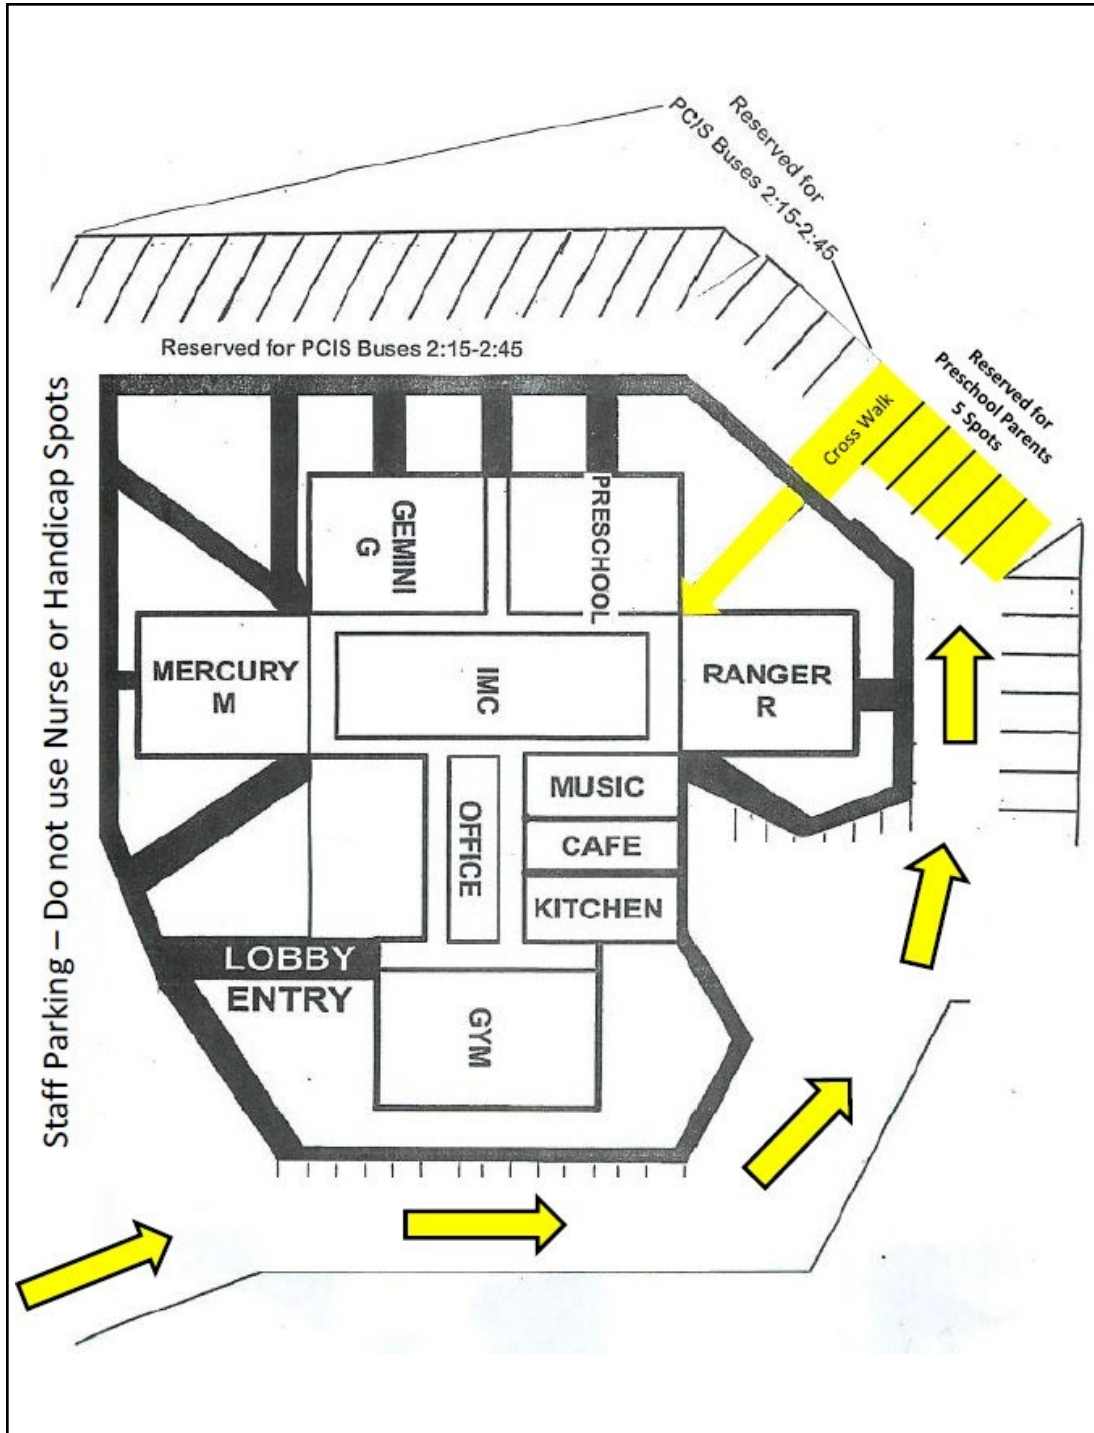 Reserved for
PCIS Buses 2:15-2:45
Reserved for PCIS Buses 2:15-2:45
Reserved for
Preschool Parents
5 Spots
Cross Walk
Staff Parking – Do not use Nurse or Handicap Spots
GEMINI
G
PRESCHOOL
MERCURY
M
IMC
RANGER
R
OFFICE
MUSIC
CAFE
KITCHEN
LOBBY
ENTRY
GYM